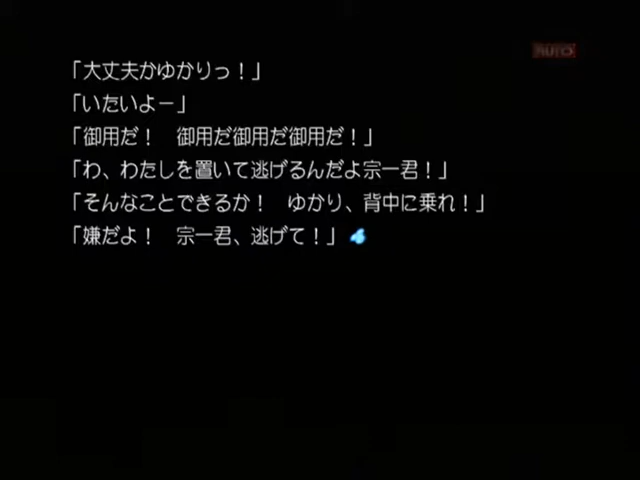 AUTO
「大丈夫かゆかりっ！」
「いたいよー」
「御用だ！　御用だ御用だ御用だ！」
「わ、わたしを置いて逃げるんだよ宗一君！」
「そんなことできるか！　ゆかり、背中に乗れ！」
「嫌だよ！　宗一君、逃げて！」